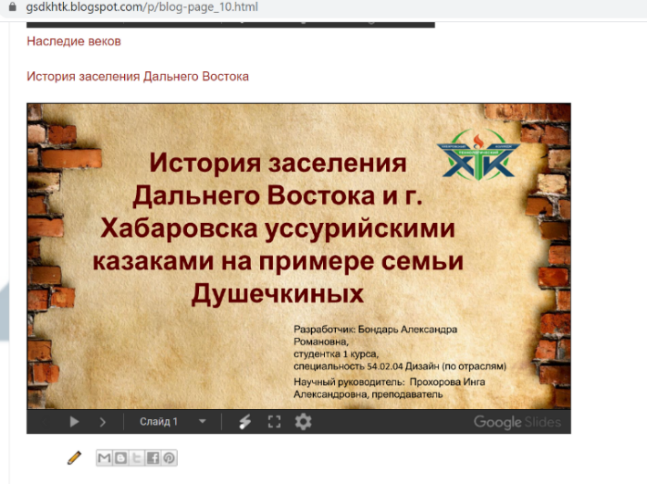 gsdkhtk.blogspot.com/p/blog-page_10.html
Наследие веков
История заселения Дальнего Востока
ХТК
История заселения
Дальнего Востока и г.
Хабаровска уссурийскими
казаками на примере семьи
Душечкиных
Разработчик: Бондарь Александра
Романовна,
студентка 1 курса,
специальность 54.02.04 Дизайн (по отраслям)
Научный руководитель: Прохорова Инга
Александровна, преподаватель
Слайд 1
Google Slides